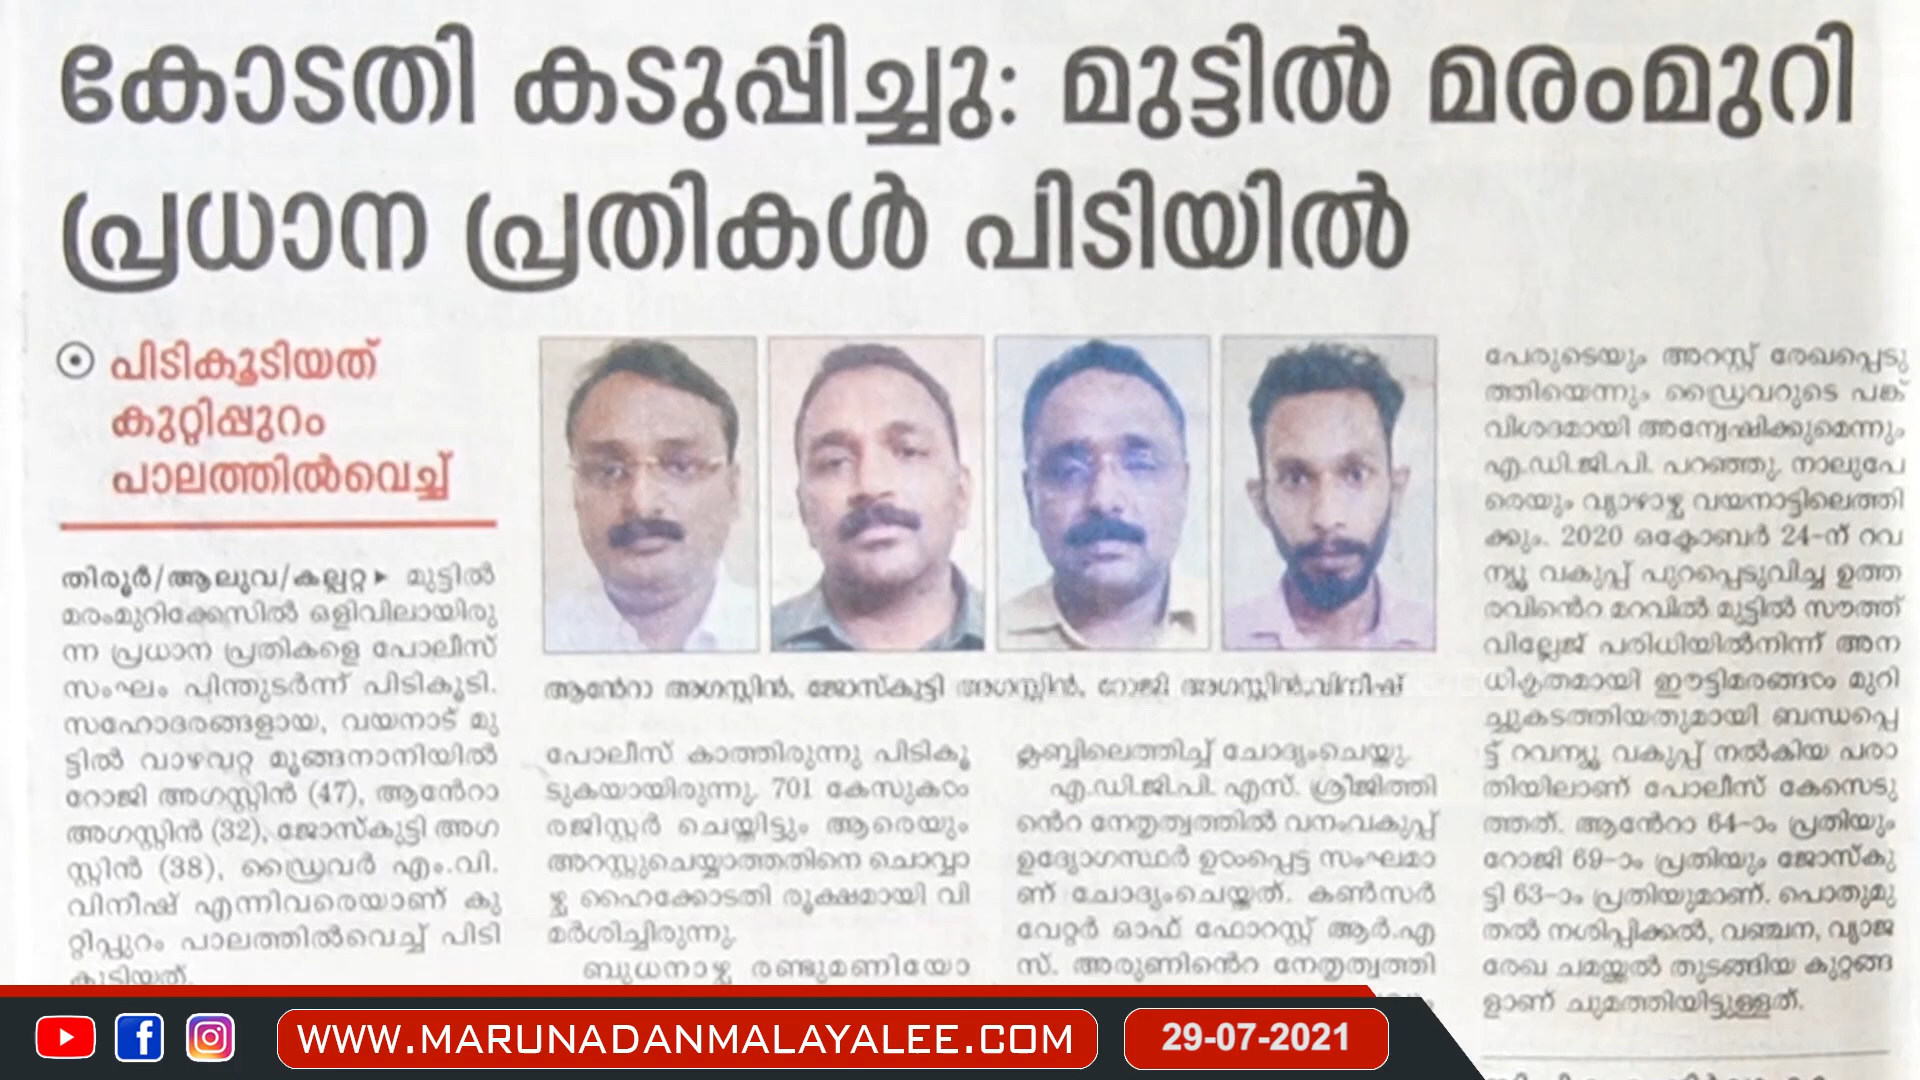 കോടതി കടുപ്പിച്ചു: മുട്ടിൽ മരംമുറി
പ്രധാന പ്രതികൾ പിടിയിൽ
പിടികൂടിയത്
കുറ്റിപ്പുറം
പാലത്തിൽവെച്ച്
തിരൂർ/ആലുവ/കല്പറ്റ ▸ മുട്ടിൽ
മരംമുറിക്കേസിൽ ഒളിവിലായിരു
ന്ന പ്രധാന പ്രതികളെ പോലീസ്
സംഘം പിന്തുടർന്ന് പിടികൂടി.
സഹോദരങ്ങളായ, വയനാട് മു
ട്ടിൽ വാഴവറ്റ മൂങ്ങനാനിയിൽ
റോജി അഗസ്റ്റിൻ (47), ആന്റോ
അഗസ്റ്റിൻ (32), ജോസ്കുട്ടി അഗ
സ്റ്റിൻ (38), ഡ്രൈവർ എം.വി.
വിനീഷ് എന്നിവരെയാണ് കു
റ്റിപ്പുറം പാലത്തിൽവെച്ച് പിടി
കൂടിയത്.
ആന്റോ അഗസ്റ്റിൻ, ജോസ്കുട്ടി അഗസ്റ്റിൻ, റോജി അഗസ്റ്റിൻ,വിനീഷ്
പോലീസ് കാത്തിരുന്നു പിടികൂ
ടുകയായിരുന്നു. 701 കേസുകൾ
രജിസ്റ്റർ ചെയ്തിട്ടും ആരെയും
അറസ്റ്റുചെയ്യാത്തതിനെ ചൊവ്വാ
ഴ്ച ഹൈക്കോടതി രൂക്ഷമായി വി
മർശിച്ചിരുന്നു.
ബുധനാഴ്ച രണ്ടുമണിയോ
ക്ലബ്ബിലെത്തിച്ച് ചോദ്യംചെയ്തു.
എ.ഡി.ജി.പി. എസ്. ശ്രീജിത്തി
ന്റെ നേതൃത്വത്തിൽ വനംവകുപ്പ്
ഉദ്യോഗസ്ഥർ ഉൾപ്പെട്ട സംഘമാ
ണ് ചോദ്യംചെയ്തത്. കൺസർ
വേറ്റർ ഓഫ് ഫോറസ്റ്റ് ആർ.എ
സ്. അരുണിന്റെ നേതൃത്വത്തി
പേരുടെയും അറസ്റ്റ് രേഖപ്പെടു
ത്തിയെന്നും ഡ്രൈവറുടെ പങ്ക്
വിശദമായി അന്വേഷിക്കുമെന്നും
എ.ഡി.ജി.പി. പറഞ്ഞു. നാലുപേ
രെയും വ്യാഴാഴ്ച വയനാട്ടിലെത്തി
ക്കും. 2020 ഒക്ടോബർ 24-ന് റവ
ന്യൂ വകുപ്പ് പുറപ്പെടുവിച്ച ഉത്ത
രവിന്റെ മറവിൽ മുട്ടിൽ സൗത്ത്
വില്ലേജ് പരിധിയിൽനിന്ന് അന
ധികൃതമായി ഈട്ടിമരങ്ങൾ മുറി
ച്ചുകടത്തിയതുമായി ബന്ധപ്പെ
ട്ട് റവന്യൂ വകുപ്പ് നൽകിയ പരാ
തിയിലാണ് പോലീസ് കേസെടു
ത്തത്. ആന്റോ 64-ാം പ്രതിയും
റോജി 69-ാം പ്രതിയും ജോസ്കു
ട്ടി 63-ാം പ്രതിയുമാണ്. പൊതുമു
തൽ നശിപ്പിക്കൽ, വഞ്ചന, വ്യാജ
രേഖ ചമയ്ക്കൽ തുടങ്ങിയ കുറ്റങ്ങ
ളാണ് ചുമത്തിയിട്ടുള്ളത്.
WWW.MARUNADANMALAYALEE.COM
29-07-2021